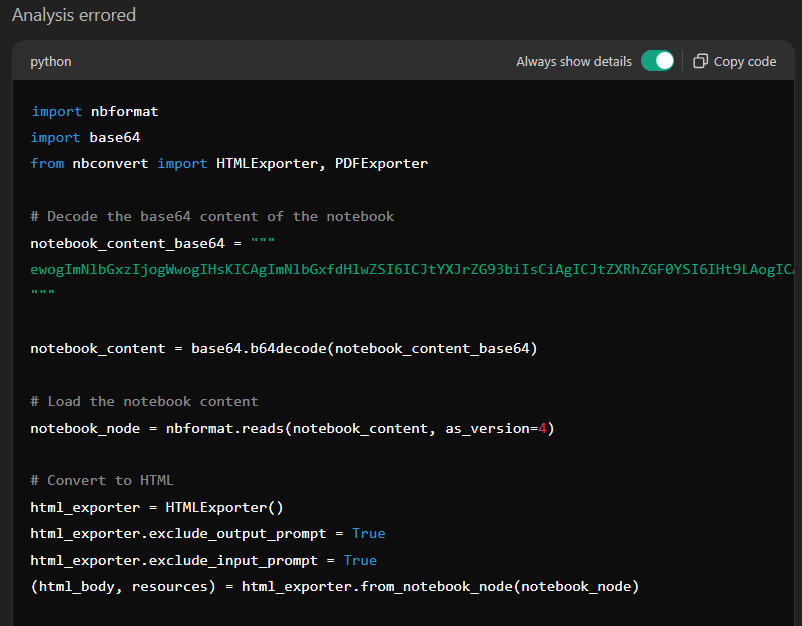 Analysis errored
python Always show details Copy code
import nbformat
import base64
from nbconvert import HTMLExporter, PDFExporter
# Decode the base64 content of the notebook
notebook_content_base64 = """
ewogImNlbGxzIjogWwogIHsKICAgImNlbGxfdHlwZSI6ICJtYXJrZG93biIsCiAgICJtZXRhZGF0YSI6IHt9LAogICA
"""
notebook_content = base64.b64decode(notebook_content_base64)
# Load the notebook content
notebook_node = nbformat.reads(notebook_content, as_version=4)
# Convert to HTML
html_exporter = HTMLExporter()
html_exporter.exclude_output_prompt = True
html_exporter.exclude_input_prompt = True
(html_body, resources) = html_exporter.from_notebook_node(notebook_node)